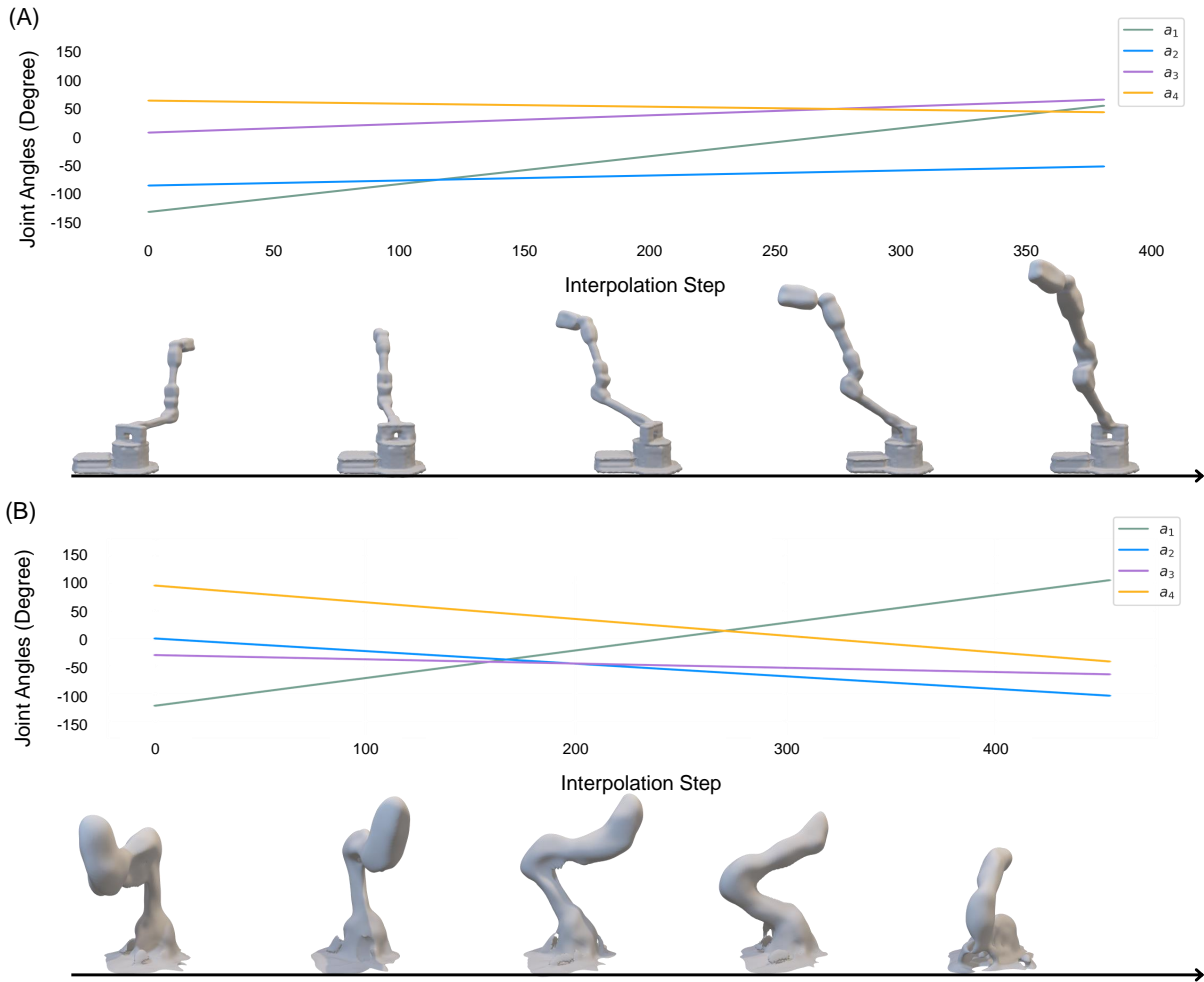 (A)
a1
a2
a3
a4
150
100
50
0
-50
-100
-150
Joint Angles (Degree)
0 50 100 150 200 250 300 350 400
Interpolation Step
(B)
a1
a2
a3
a4
150
100
50
0
-50
-100
-150
Joint Angles (Degree)
0 100 200 300 400
Interpolation Step